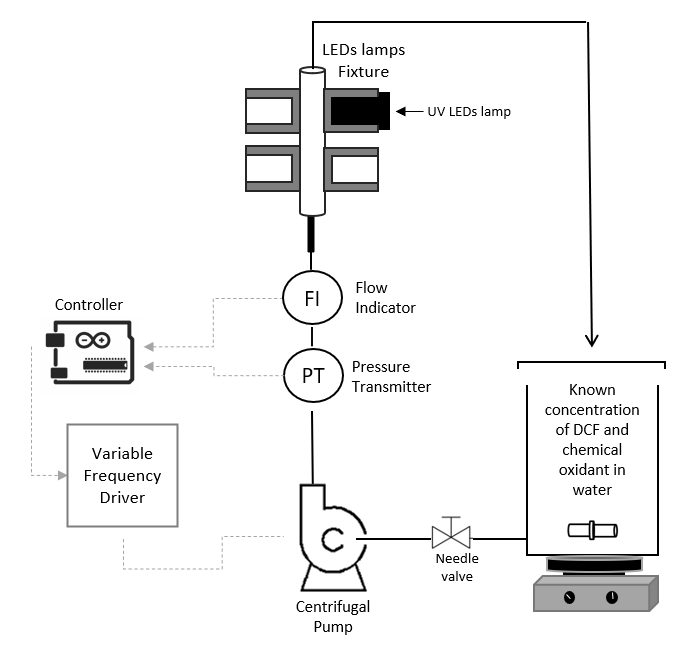 LEDs lamps
Fixture
UV LEDs lamp
FI
Flow
Indicator
Controller
PT
Pressure
Transmitter
Known
concentration
of DCF and
chemical
oxidant in
water
Variable
Frequency
Driver
C
Needle
valve
Centrifugal
Pump